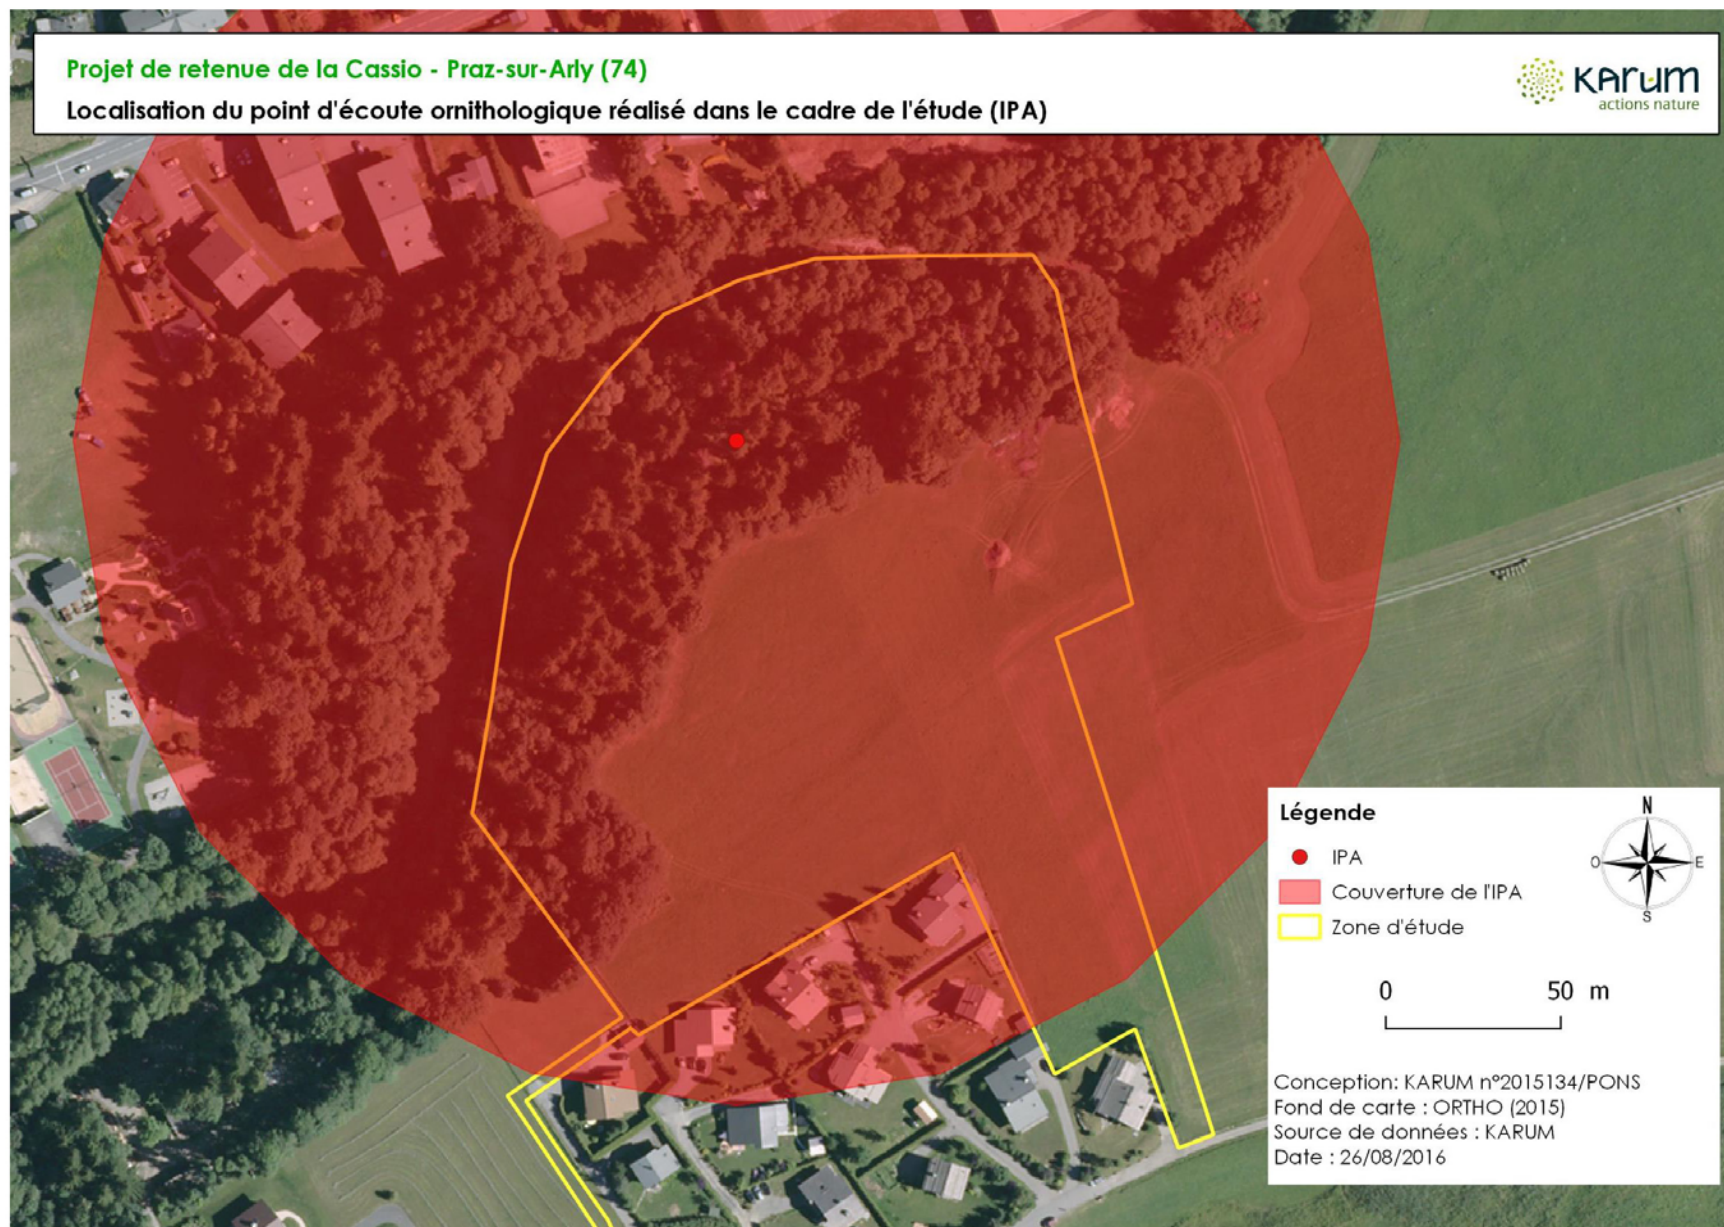 Projet de retenue de la Cassio - Praz-sur-Arly (74)
Localisation du point d'écoute ornithologique réalisé dans le cadre de l'étude (IPA)
KArUm
actions nature
Légende
IPA
Couverture de l'IPA
Zone d'étude
N
O
E
S
0 50 m
Conception: KARUM n°2015134/PONS
Fond de carte : ORTHO (2015)
Source de données : KARUM
Date : 26/08/2016